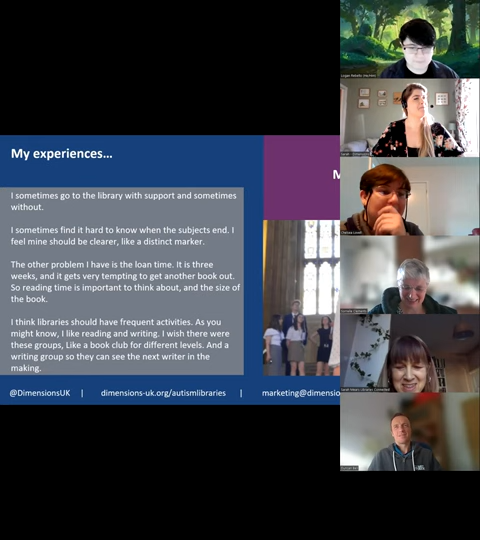 My experiences...
I sometimes go to the library with support and sometimes
without.
I sometimes find it hard to know when the subjects end. I
feel mine should be clearer, like a distinct marker.
The other problem I have is the loan time. It is three
weeks, and it gets very tempting to get another book out.
So reading time is important to think about, and the size of
the book.
I think libraries should have frequent activities. As you
might know, I like reading and writing. I wish there were
these groups, Like a book club for different levels. And a
writing group so they can see the next writer in the
making.
M
@DimensionsUK | dimensions-uk.org/autismlibraries | marketing@dimensio